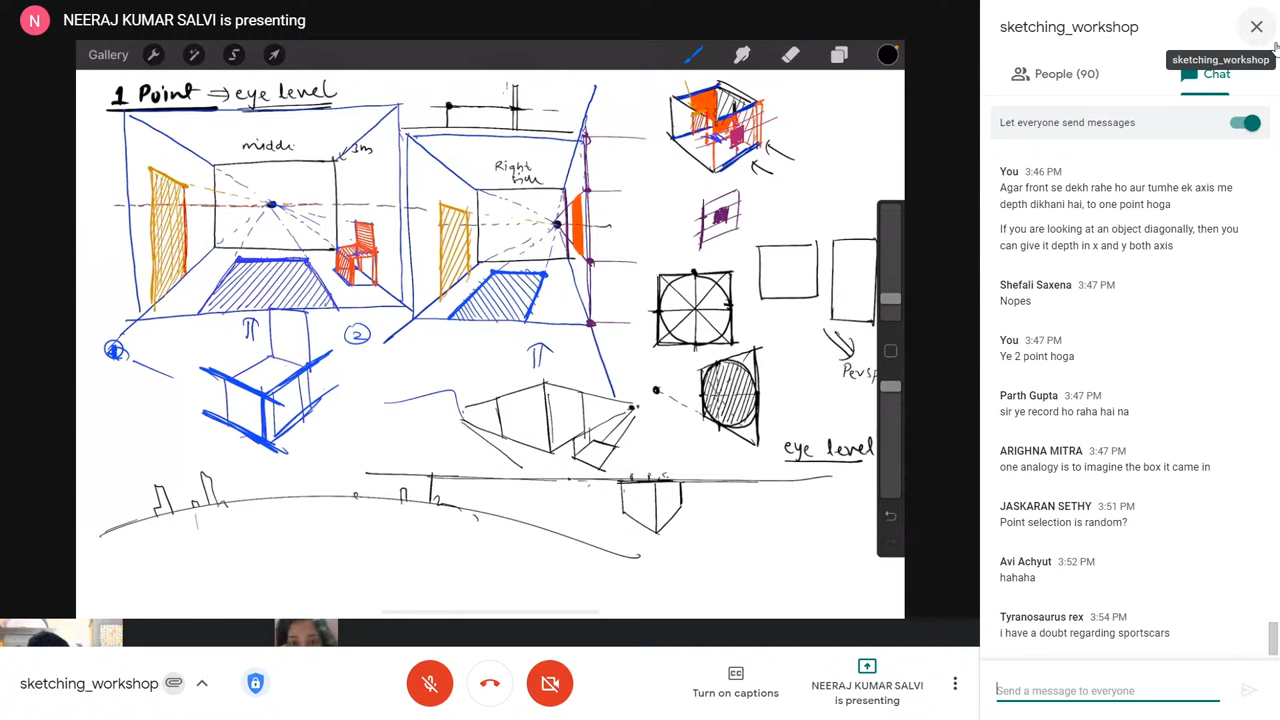 N
NEERAJ KUMAR SALVI is presenting
sketching_workshop
sketching_workshop
Gallery
People (90)
Chat
Let everyone send messages
1 Point → eye level
middle
3m
Right
side
2
Persp
eye level
You 3:46 PM
Agar front se dekh rahe ho aur tumhe ek axis me
depth dikhani hai, to one point hoga
If you are looking at an object diagonally, then you
can give it depth in x and y both axis
Shefali Saxena 3:47 PM
Nopes
You 3:47 PM
Ye 2 point hoga
Parth Gupta 3:47 PM
sir ye record ho raha hai na
ARIGHNA MITRA 3:47 PM
one analogy is to imagine the box it came in
JASKARAN SETHY 3:51 PM
Point selection is random?
Avi Achyut 3:52 PM
hahaha
Tyranosaurus rex 3:54 PM
i have a doubt regarding sportscars
Send a message to everyone
sketching_workshop
Turn on captions
NEERAJ KUMAR SALVI
is presenting